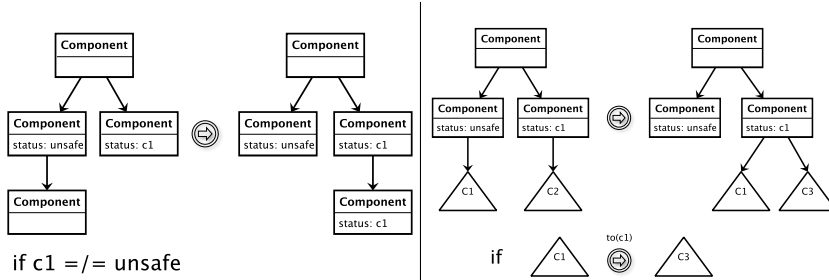 Component
Component
Component
status: unsafe
status: c1
Component
Component
Component
Component
status: unsafe
status: c1
Component
status: c1
if c1 =/= unsafe
Component
Component
Component
status: unsafe
status: c1
C1
C2
Component
Component
Component
status: unsafe
status: c1
C1
C3
if
C1
to(c1)
C3